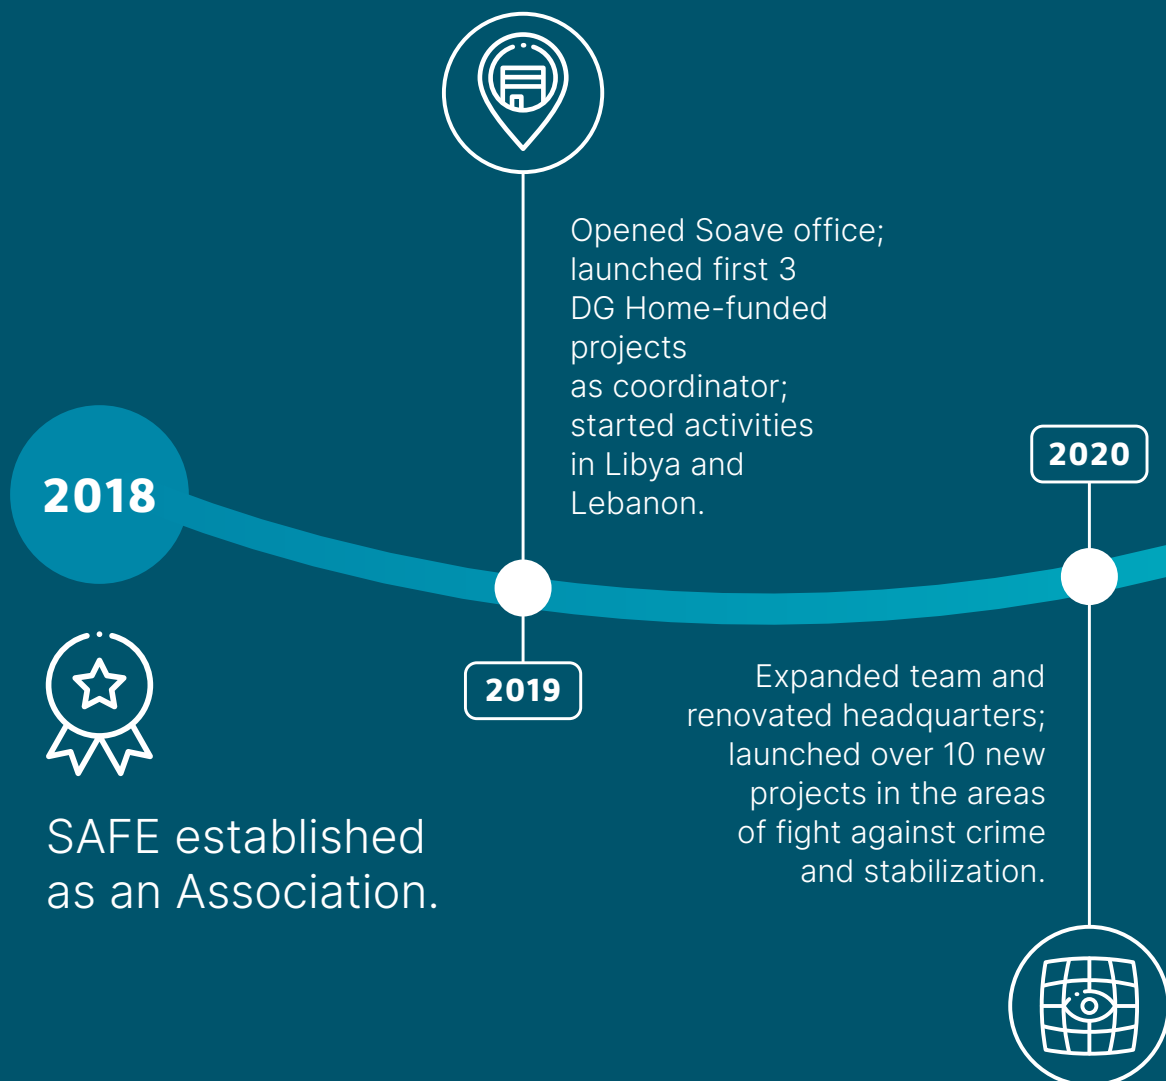 2018
SAFE established
as an Association.
Opened Soave office;
launched first 3
DG Home-funded
projects
as coordinator;
started activities
in Libya and
Lebanon.
2019
2020
Expanded team and
renovated headquarters;
launched over 10 new
projects in the areas
of fight against crime
and stabilization.